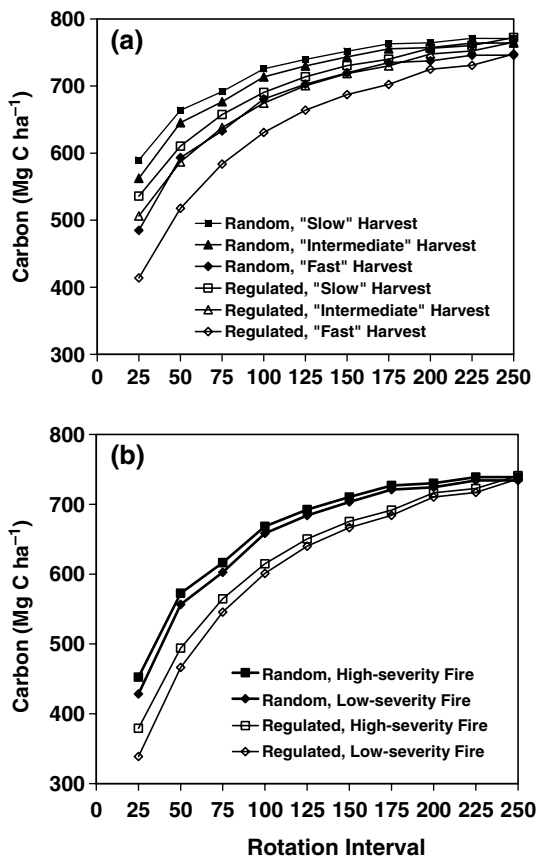 (a)
Carbon (Mg C ha⁻¹)
800
700
600
500
400
300
Random, "Slow" Harvest
Random, "Intermediate" Harvest
Random, "Fast" Harvest
Regulated, "Slow" Harvest
Regulated, "Intermediate" Harvest
Regulated, "Fast" Harvest
0 25 50 75 100 125 150 175 200 225 250
(b)
Carbon (Mg C ha⁻¹)
800
700
600
500
400
300
Random, High-severity Fire
Random, Low-severity Fire
Regulated, High-severity Fire
Regulated, Low-severity Fire
0 25 50 75 100 125 150 175 200 225 250
Rotation Interval